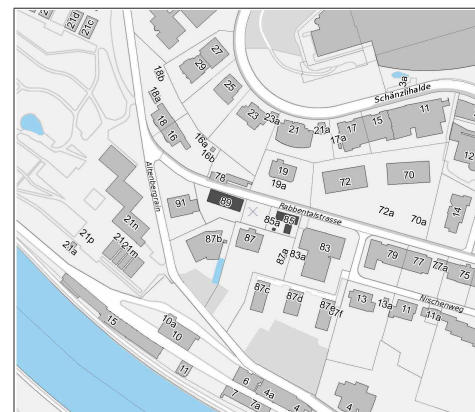 21d
21c
27
29
25
18b
18a
18
16
16a
16b
23
23a
21
21a
17a
17
15
11
3a
Schänzlihalde
12
78
19
19a
72
70
72a
70a
14
Altenbergrain
91
89
Rabbentalstrasse
85a
85
87b
87
87a
83a
83
79
77
77a
75
21n
21p
21a
21
21m
87c
87d
87e
87f
13
13a
11
11a
Nischenweg
15
10a
10
11
6
4a
7
7a
4